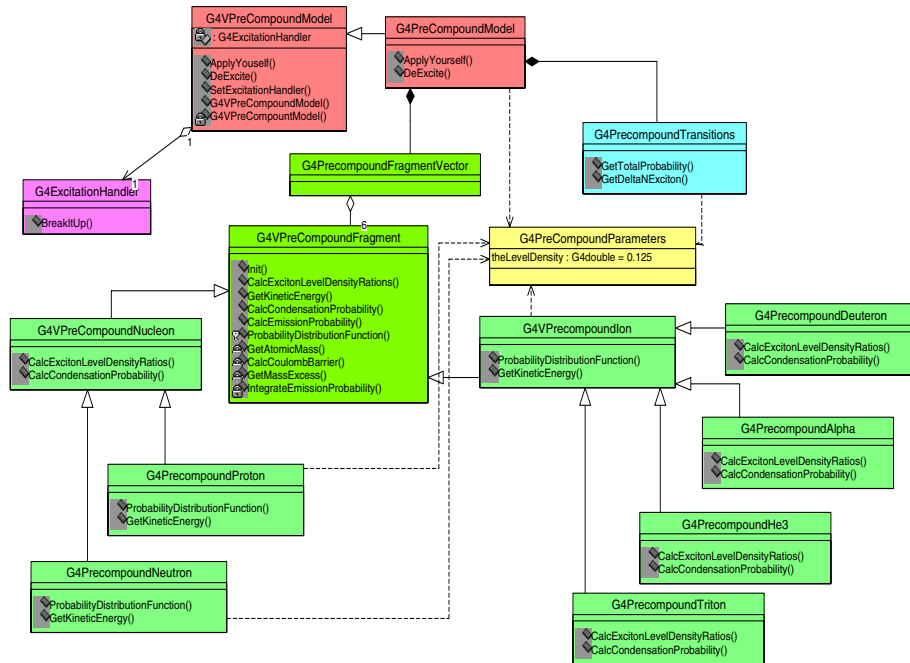 G4VPreCompoundModel
: G4ExcitationHandler
ApplyYouself()
DeExcite()
SetExcitationHandler()
G4VPreCompoundModel()
G4VPreCompountModel()
G4PreCompoundModel
ApplyYourself()
DeExcite()
1
1
G4ExcitationHandler
BreakItUp()
G4PrecompoundFragmentVector
6
G4PrecompoundTransitions
GetTotalProbability()
GetDeltaNExciton()
G4VPreCompoundFragment
Init()
CalcExcitonLevelDensityRations()
GetKineticEnergy()
CalcCondensationProbability()
CalcEmissionProbability()
ProbabilityDistributionFunction()
GetAtomicMass()
CalcCoulombBarrier()
GetMassExcess()
IntegrateEmissionProbability()
G4PreCompoundParameters
theLevelDensity : G4double = 0.125
G4VPreCompoundNucleon
CalcExcitonLevelDensityRatios()
CalcCondensationProbability()
G4VPrecompoundIon
ProbabilityDistributionFunction()
GetKineticEnergy()
G4PrecompoundDeuteron
CalcExcitonLevelDensityRatios()
CalcCondensationProbability()
G4PrecompoundAlpha
CalcExcitonLevelDensityRatios()
CalcCondensationProbability()
G4PrecompoundProton
ProbabilityDistributionFunction()
GetKineticEnergy()
G4PrecompoundHe3
CalcExcitonLevelDensityRatios()
CalcCondensationProbability()
G4PrecompoundNeutron
ProbabilityDistributionFunction()
GetKineticEnergy()
G4PrecompoundTriton
CalcExcitonLevelDensityRatios()
CalcCondensationProbability()